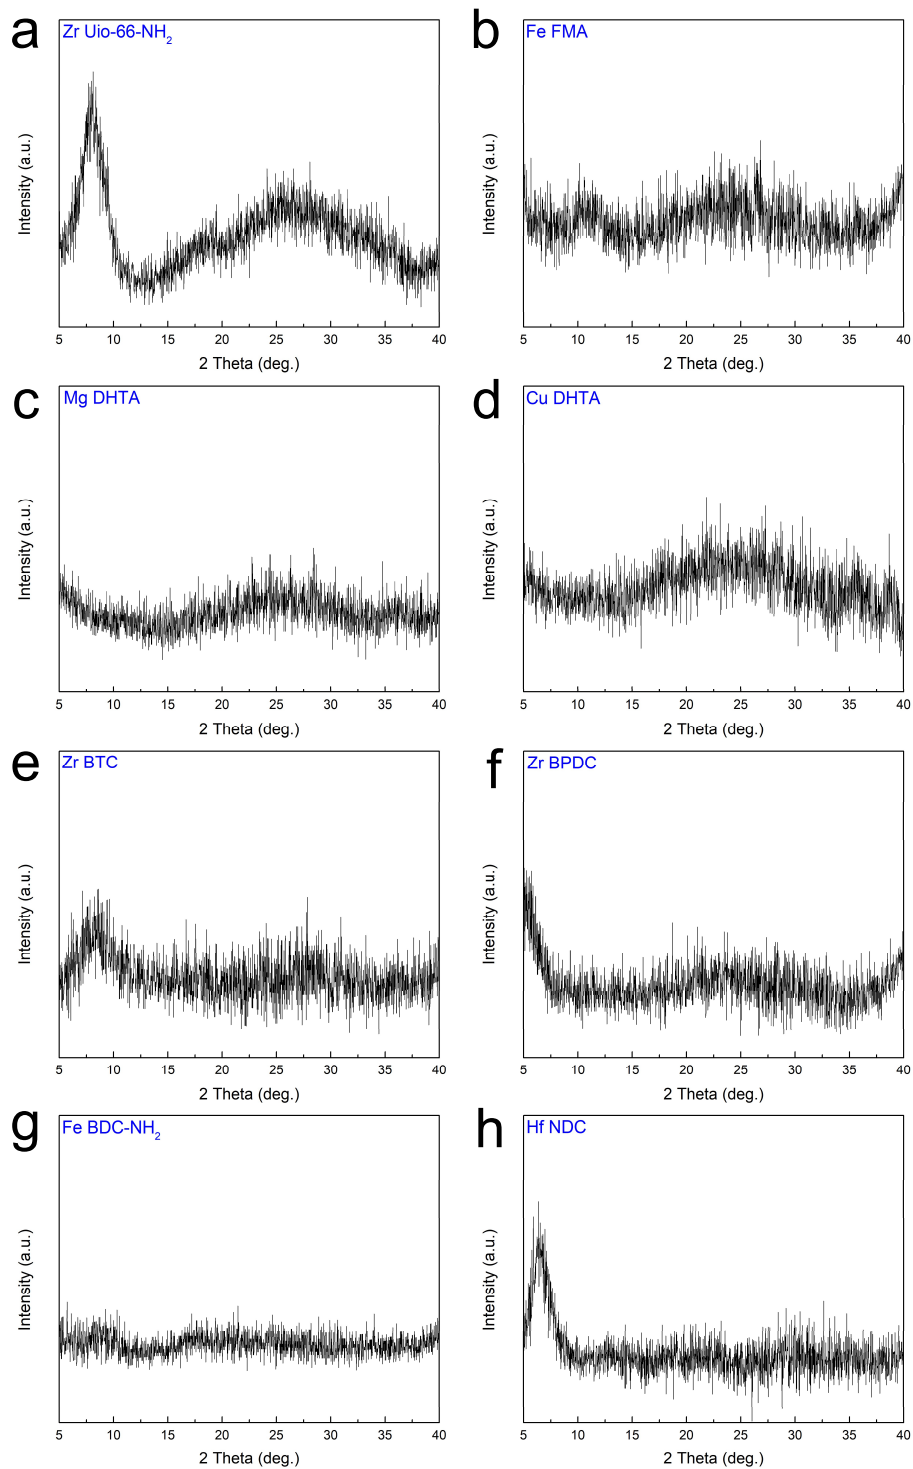 a
Zr Uio-66-NH2
Intensity (a.u.)
5 10 15 20 25 30 35 40
2 Theta (deg.)
b
Fe FMA
Intensity (a.u.)
5 10 15 20 25 30 35 40
2 Theta (deg.)
c
Mg DHTA
Intensity (a.u.)
5 10 15 20 25 30 35 40
2 Theta (deg.)
d
Cu DHTA
Intensity (a.u.)
5 10 15 20 25 30 35 40
2 Theta (deg.)
e
Zr BTC
Intensity (a.u.)
5 10 15 20 25 30 35 40
2 Theta (deg.)
f
Zr BPDC
Intensity (a.u.)
5 10 15 20 25 30 35 40
2 Theta (deg.)
g
Fe BDC-NH2
Intensity (a.u.)
5 10 15 20 25 30 35 40
2 Theta (deg.)
h
Hf NDC
Intensity (a.u.)
5 10 15 20 25 30 35 40
2 Theta (deg.)